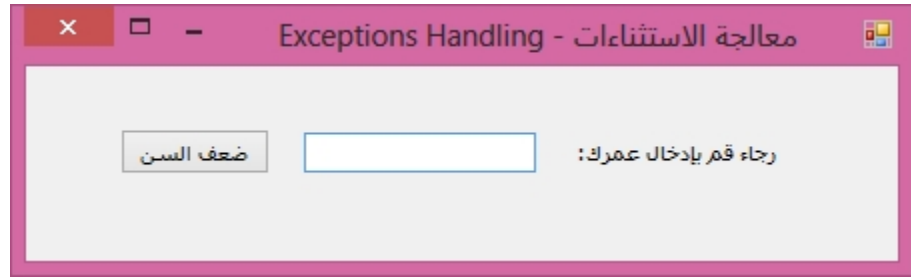 معالجة الاستثناءات - Exceptions Handling
رجاء قم بإدخال عمرك:
ضعف السن